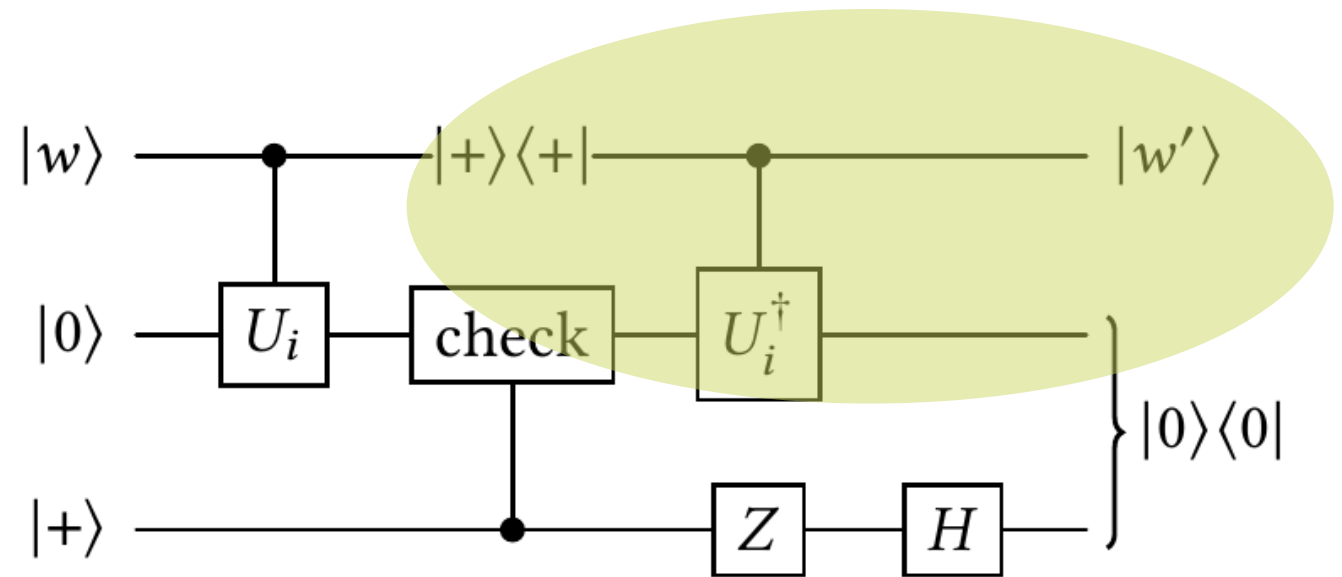 |w⟩ |+⟩⟨+| |w′⟩
|0⟩ U_i check U_i^† |0⟩⟨0|
|+⟩ Z H